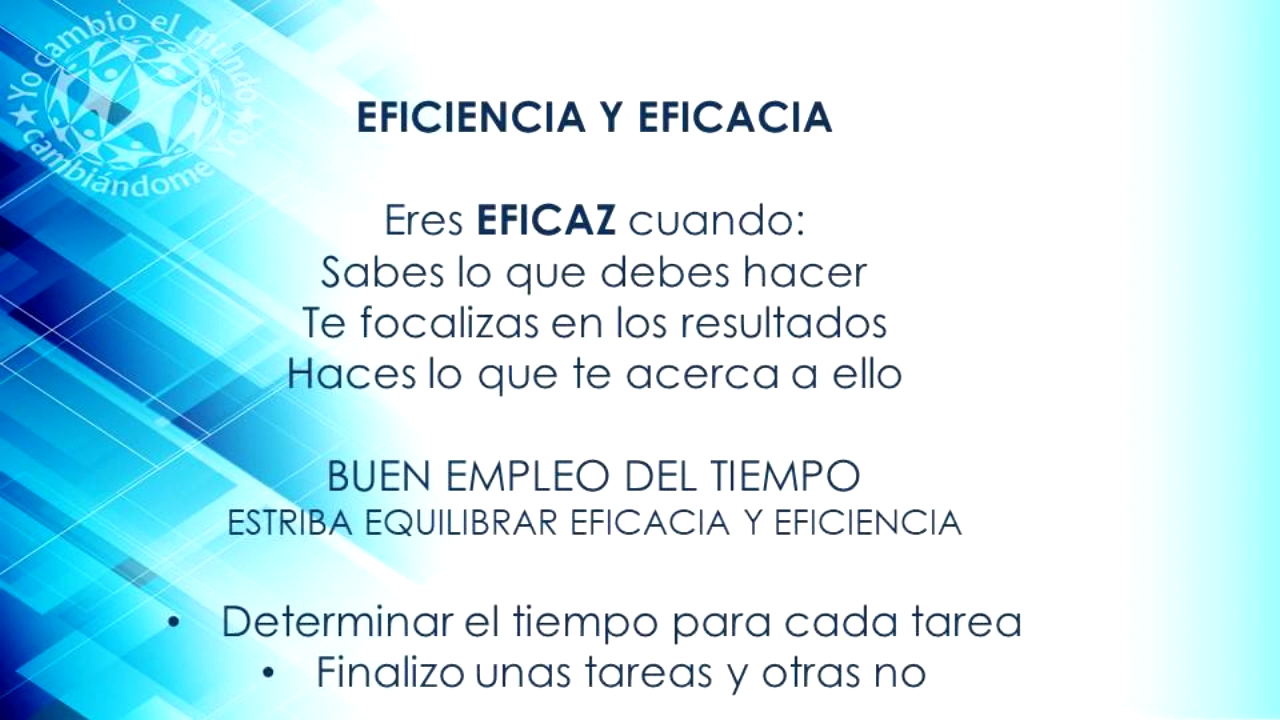 Yo cambio el mundo
cambiándome Yo
EFICIENCIA Y EFICACIA
Eres EFICAZ cuando:
Sabes lo que debes hacer
Te focalizas en los resultados
Haces lo que te acerca a ello
BUEN EMPLEO DEL TIEMPO
ESTRIBA EQUILIBRAR EFICACIA Y EFICIENCIA
• Determinar el tiempo para cada tarea
• Finalizo unas tareas y otras no